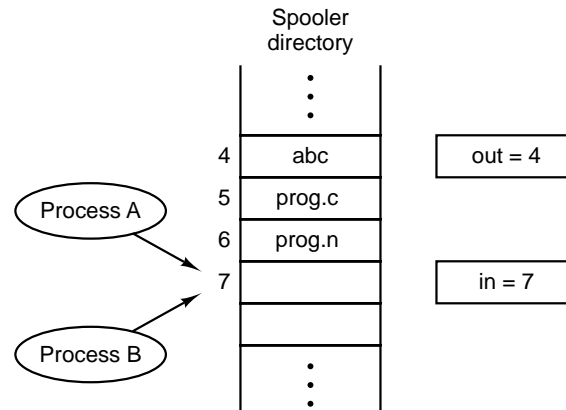 Spooler
directory
4 abc out = 4
5 prog.c
Process A
6 prog.n
7 in = 7
Process B